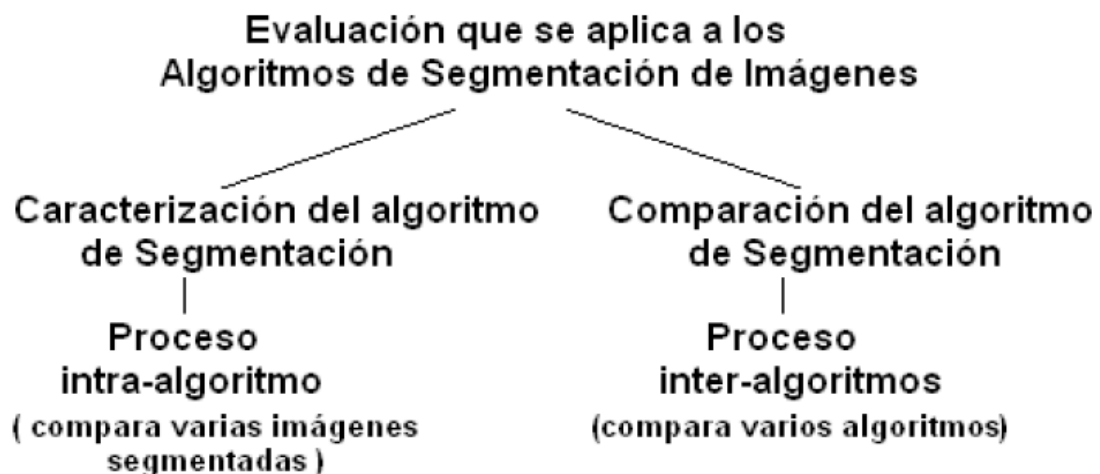 Evaluación que se aplica a los
Algoritmos de Segmentación de Imágenes
Caracterización del algoritmo
de Segmentación
Proceso
intra-algoritmo
( compara varias imágenes
segmentadas )
Comparación del algoritmo
de Segmentación
Proceso
inter-algoritmos
(compara varios algoritmos)